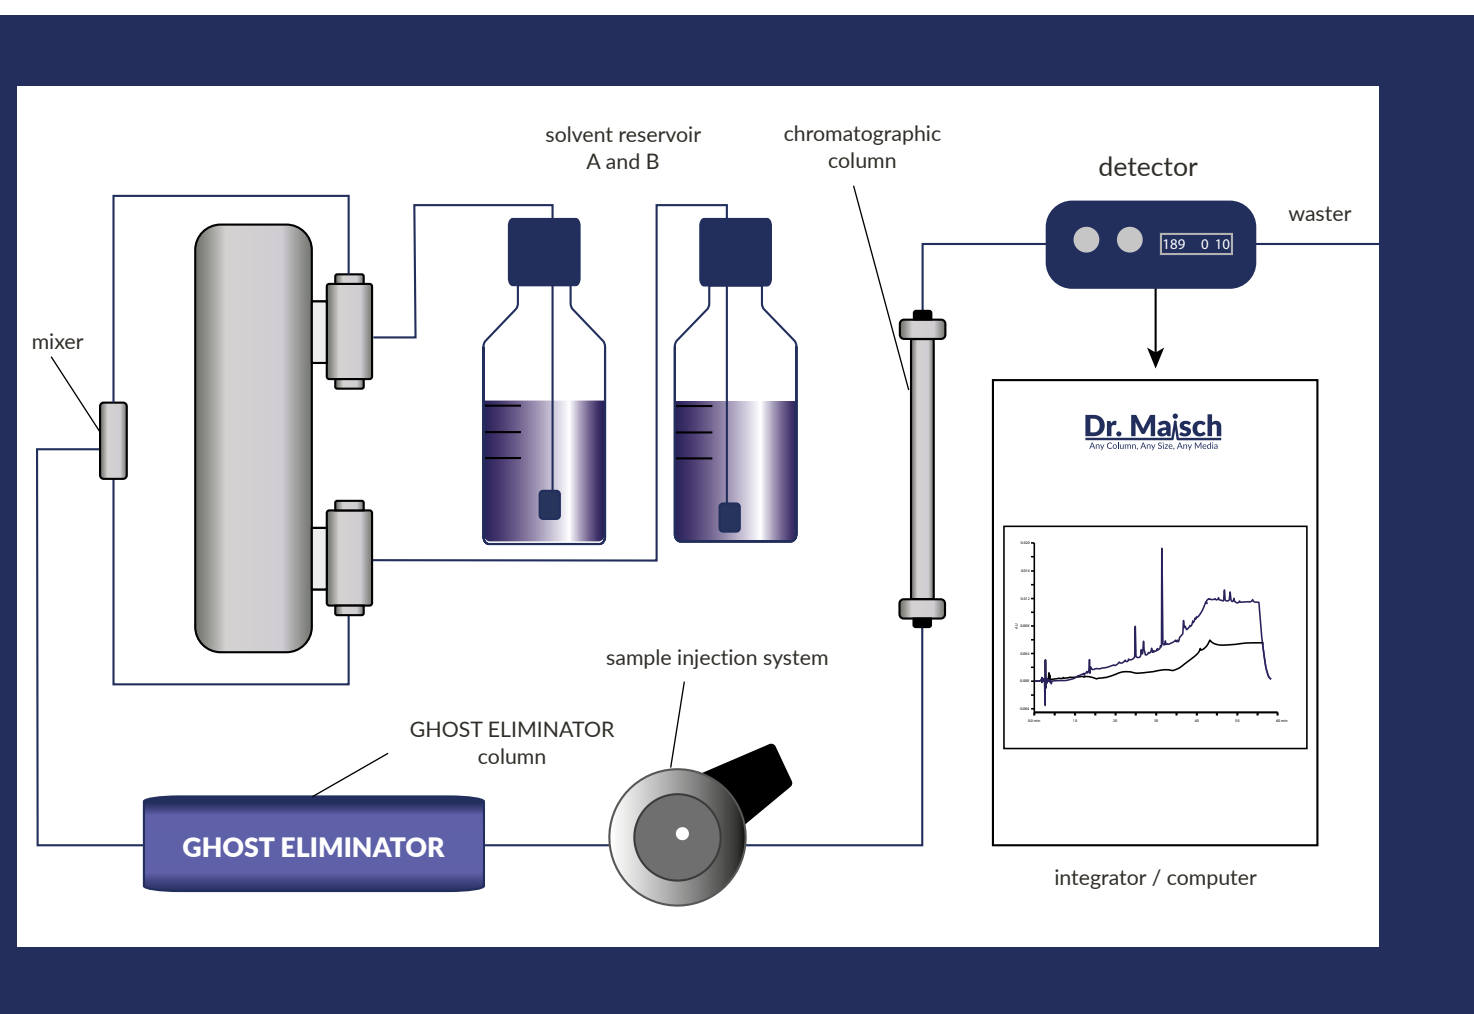 solvent reservoir
A and B
chromatographic
column
detector
waster
189 0 10
mixer
Dr. Maisch
Any Column, Any Size, Any Media
sample injection system
GHOST ELIMINATOR
column
GHOST ELIMINATOR
integrator / computer